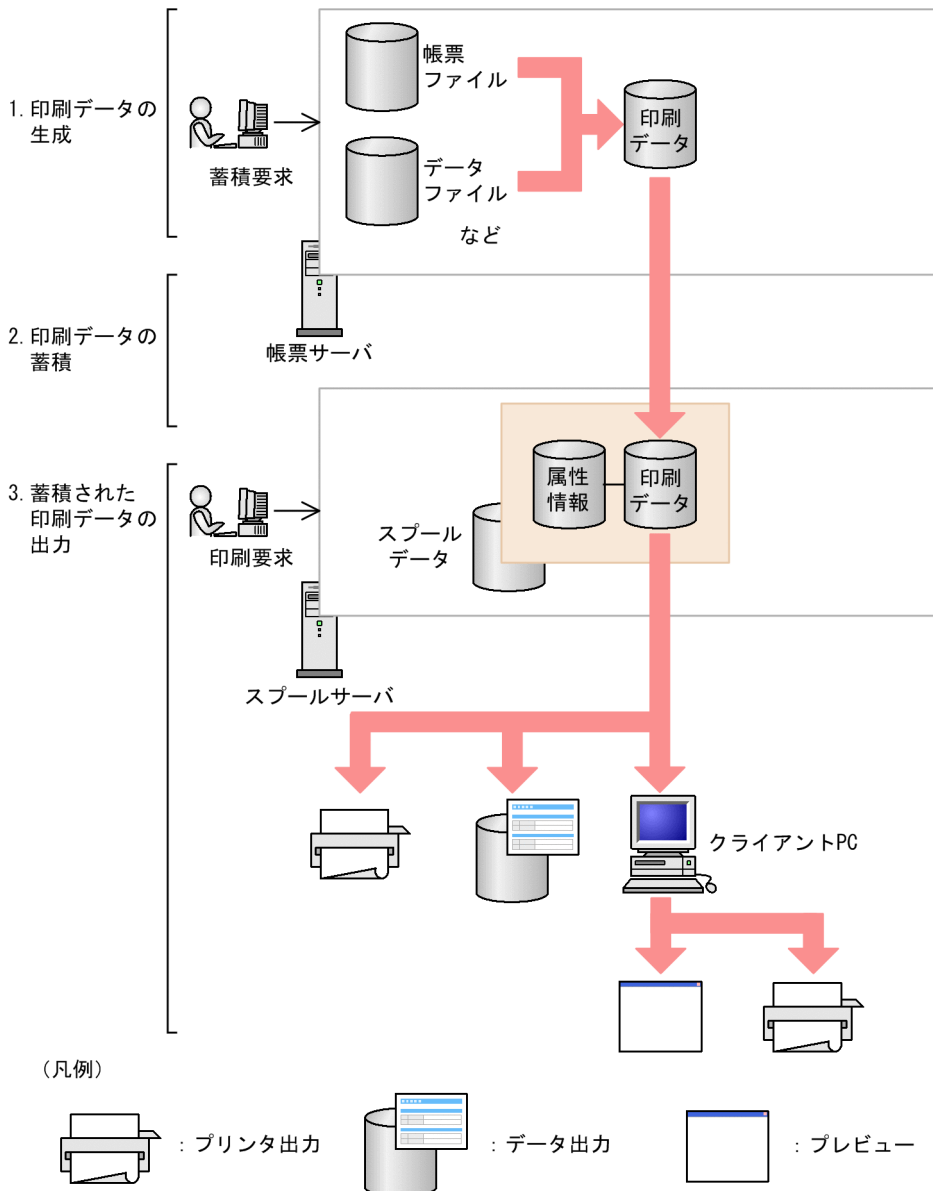 1. 印刷データの
生成
蓄積要求
帳票
ファイル
データ
ファイル
など
印刷
データ
帳票サーバ
2. 印刷データの
蓄積
3. 蓄積された
印刷データの
出力
印刷要求
属性
情報
印刷
データ
スプール
データ
スプールサーバ
クライアントPC
(凡例)
：プリンタ出力
：データ出力
：プレビュー